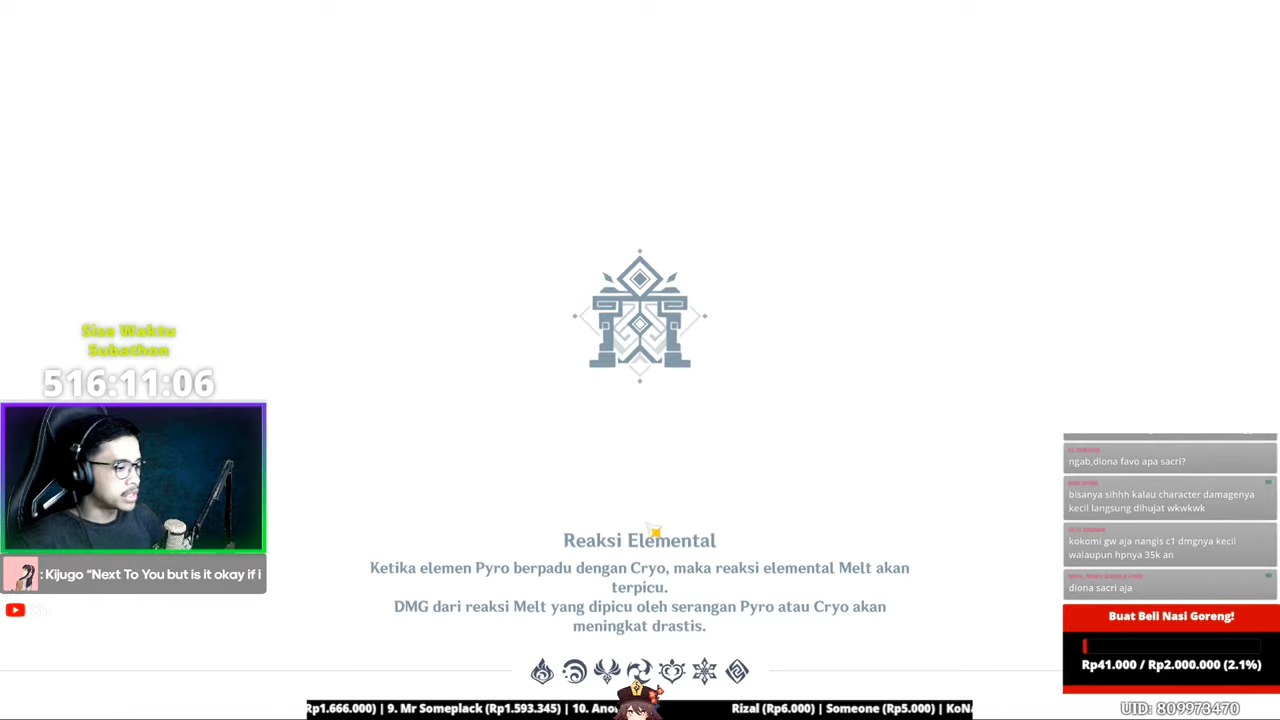 Sisa Waktu
Subathon
516:11:06
: Kijugo “Next To You but is it okay if i
Reaksi Elemental
Ketika elemen Pyro berpadu dengan Cryo, maka reaksi elemental Melt akan
terpicu.
DMG dari reaksi Melt yang dipicu oleh serangan Pyro atau Cryo akan
meningkat drastis.
ngab,diona favo apa sacri?
bisanya sihhh kalau character damagenya
kecil langsung dihujat wkwkwk
kokomi gw aja nangis c1 dmgnya kecil
walaupun hpnya 35k an
diona sacri aja
Buat Beli Nasi Goreng!
Rp41.000 / Rp2.000.000 (2.1%)
Rp1.666.000) | 9. Mr Someplack (Rp1.593.345) | 10. Ano
Rizal (Rp6.000) | Someone (Rp5.000) | KoN
UID: 809973470